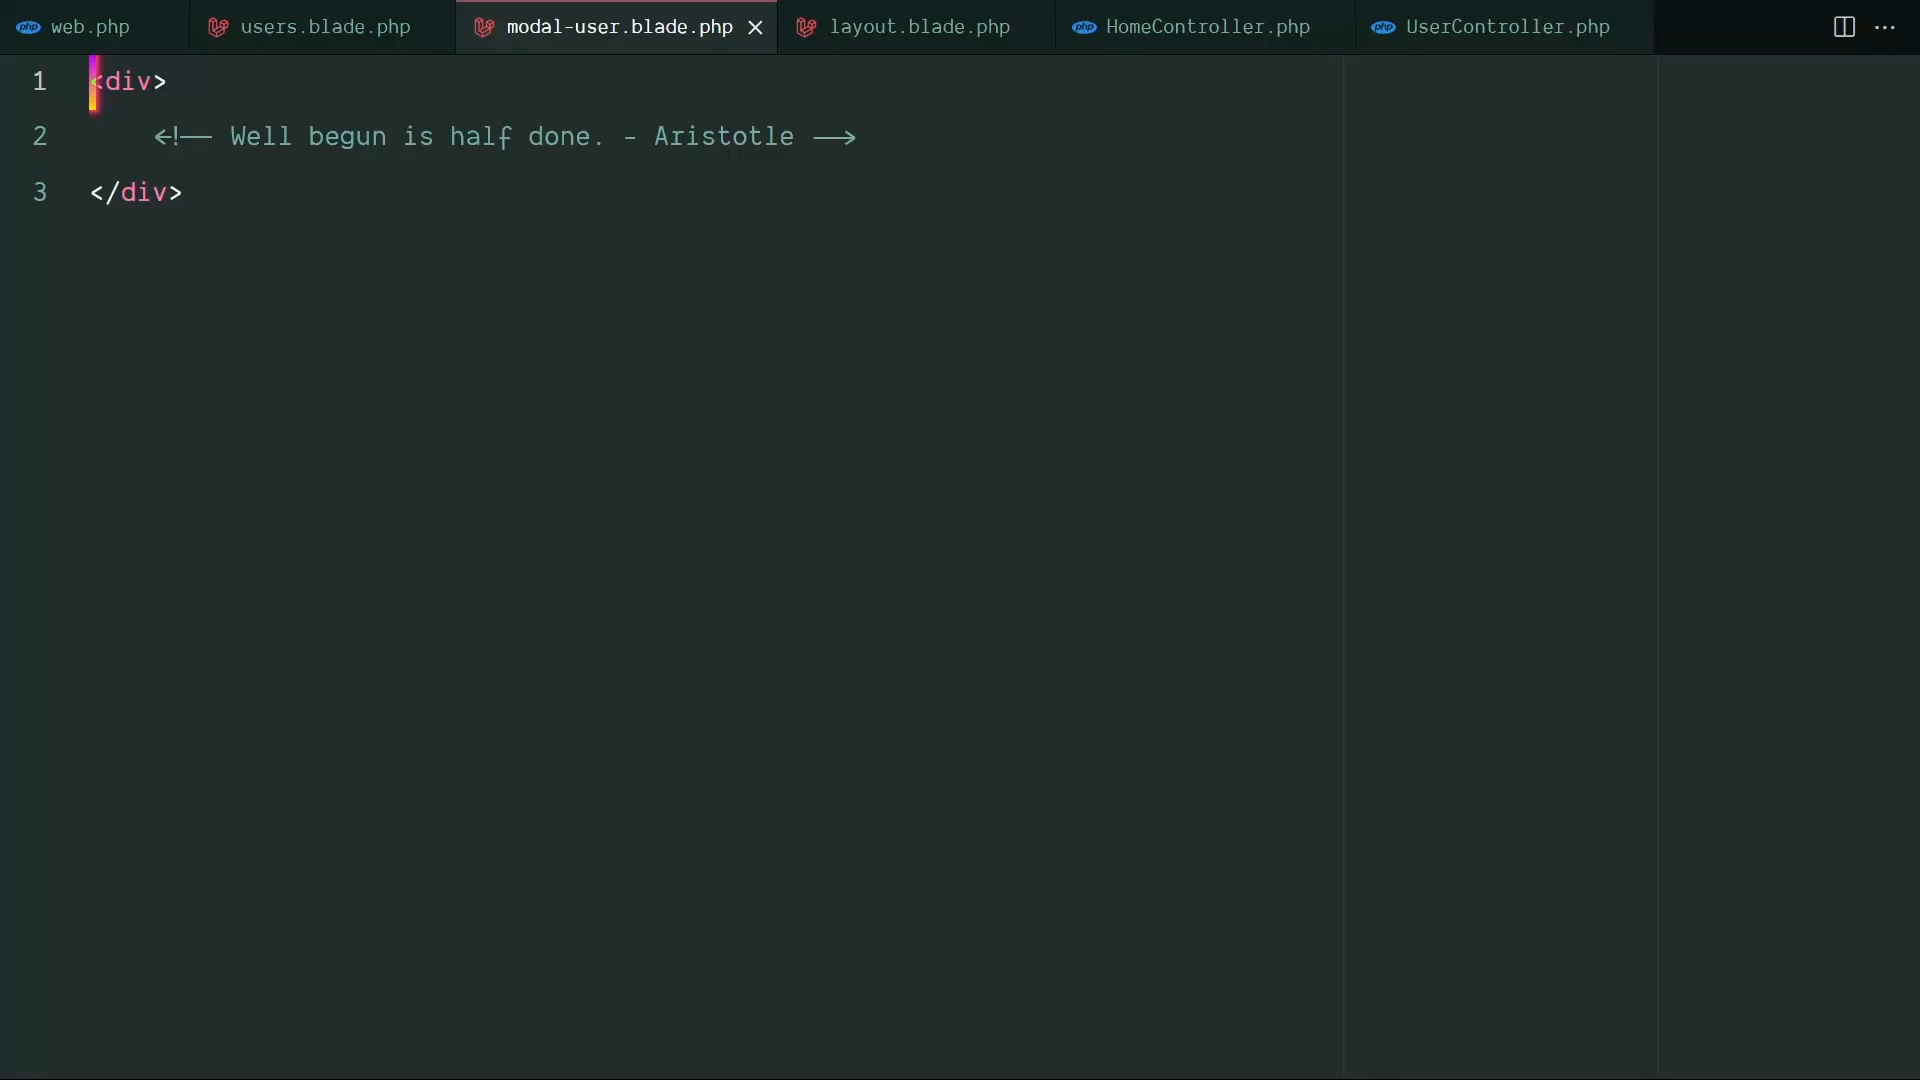 web.php users.blade.php modal-user.blade.php layout.blade.php HomeController.php UserController.php
1 <div>
2 <!-- Well begun is half done. - Aristotle -->
3 </div>